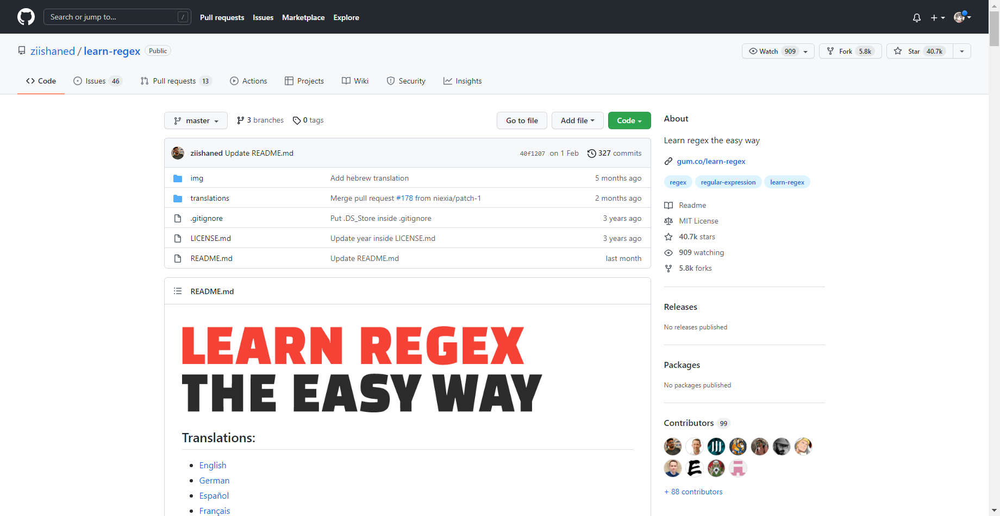 Search or jump to... /
Pull requests Issues Marketplace Explore
ziishaned / learn-regex Public
Watch 909 Fork 5.8k Star 40.7k
Code Issues 46 Pull requests 13 Actions Projects Wiki Security Insights
master 3 branches 0 tags Go to file Add file Code
ziishaned Update README.md 40f1207 on 1 Feb 327 commits
img Add hebrew translation 5 months ago
translations Merge pull request #178 from niexia/patch-1 2 months ago
.gitignore Put .DS_Store inside .gitignore 3 years ago
LICENSE.md Update year inside LICENSE.md 3 years ago
README.md Update README.md last month
README.md
LEARN REGEX
THE EASY WAY
Translations:
English
German
Español
Français
About
Learn regex the easy way
gum.co/learn-regex
regex regular-expression learn-regex
Readme
MIT License
40.7k stars
909 watching
5.8k forks
Releases
No releases published
Packages
No packages published
Contributors 99
E
+ 88 contributors